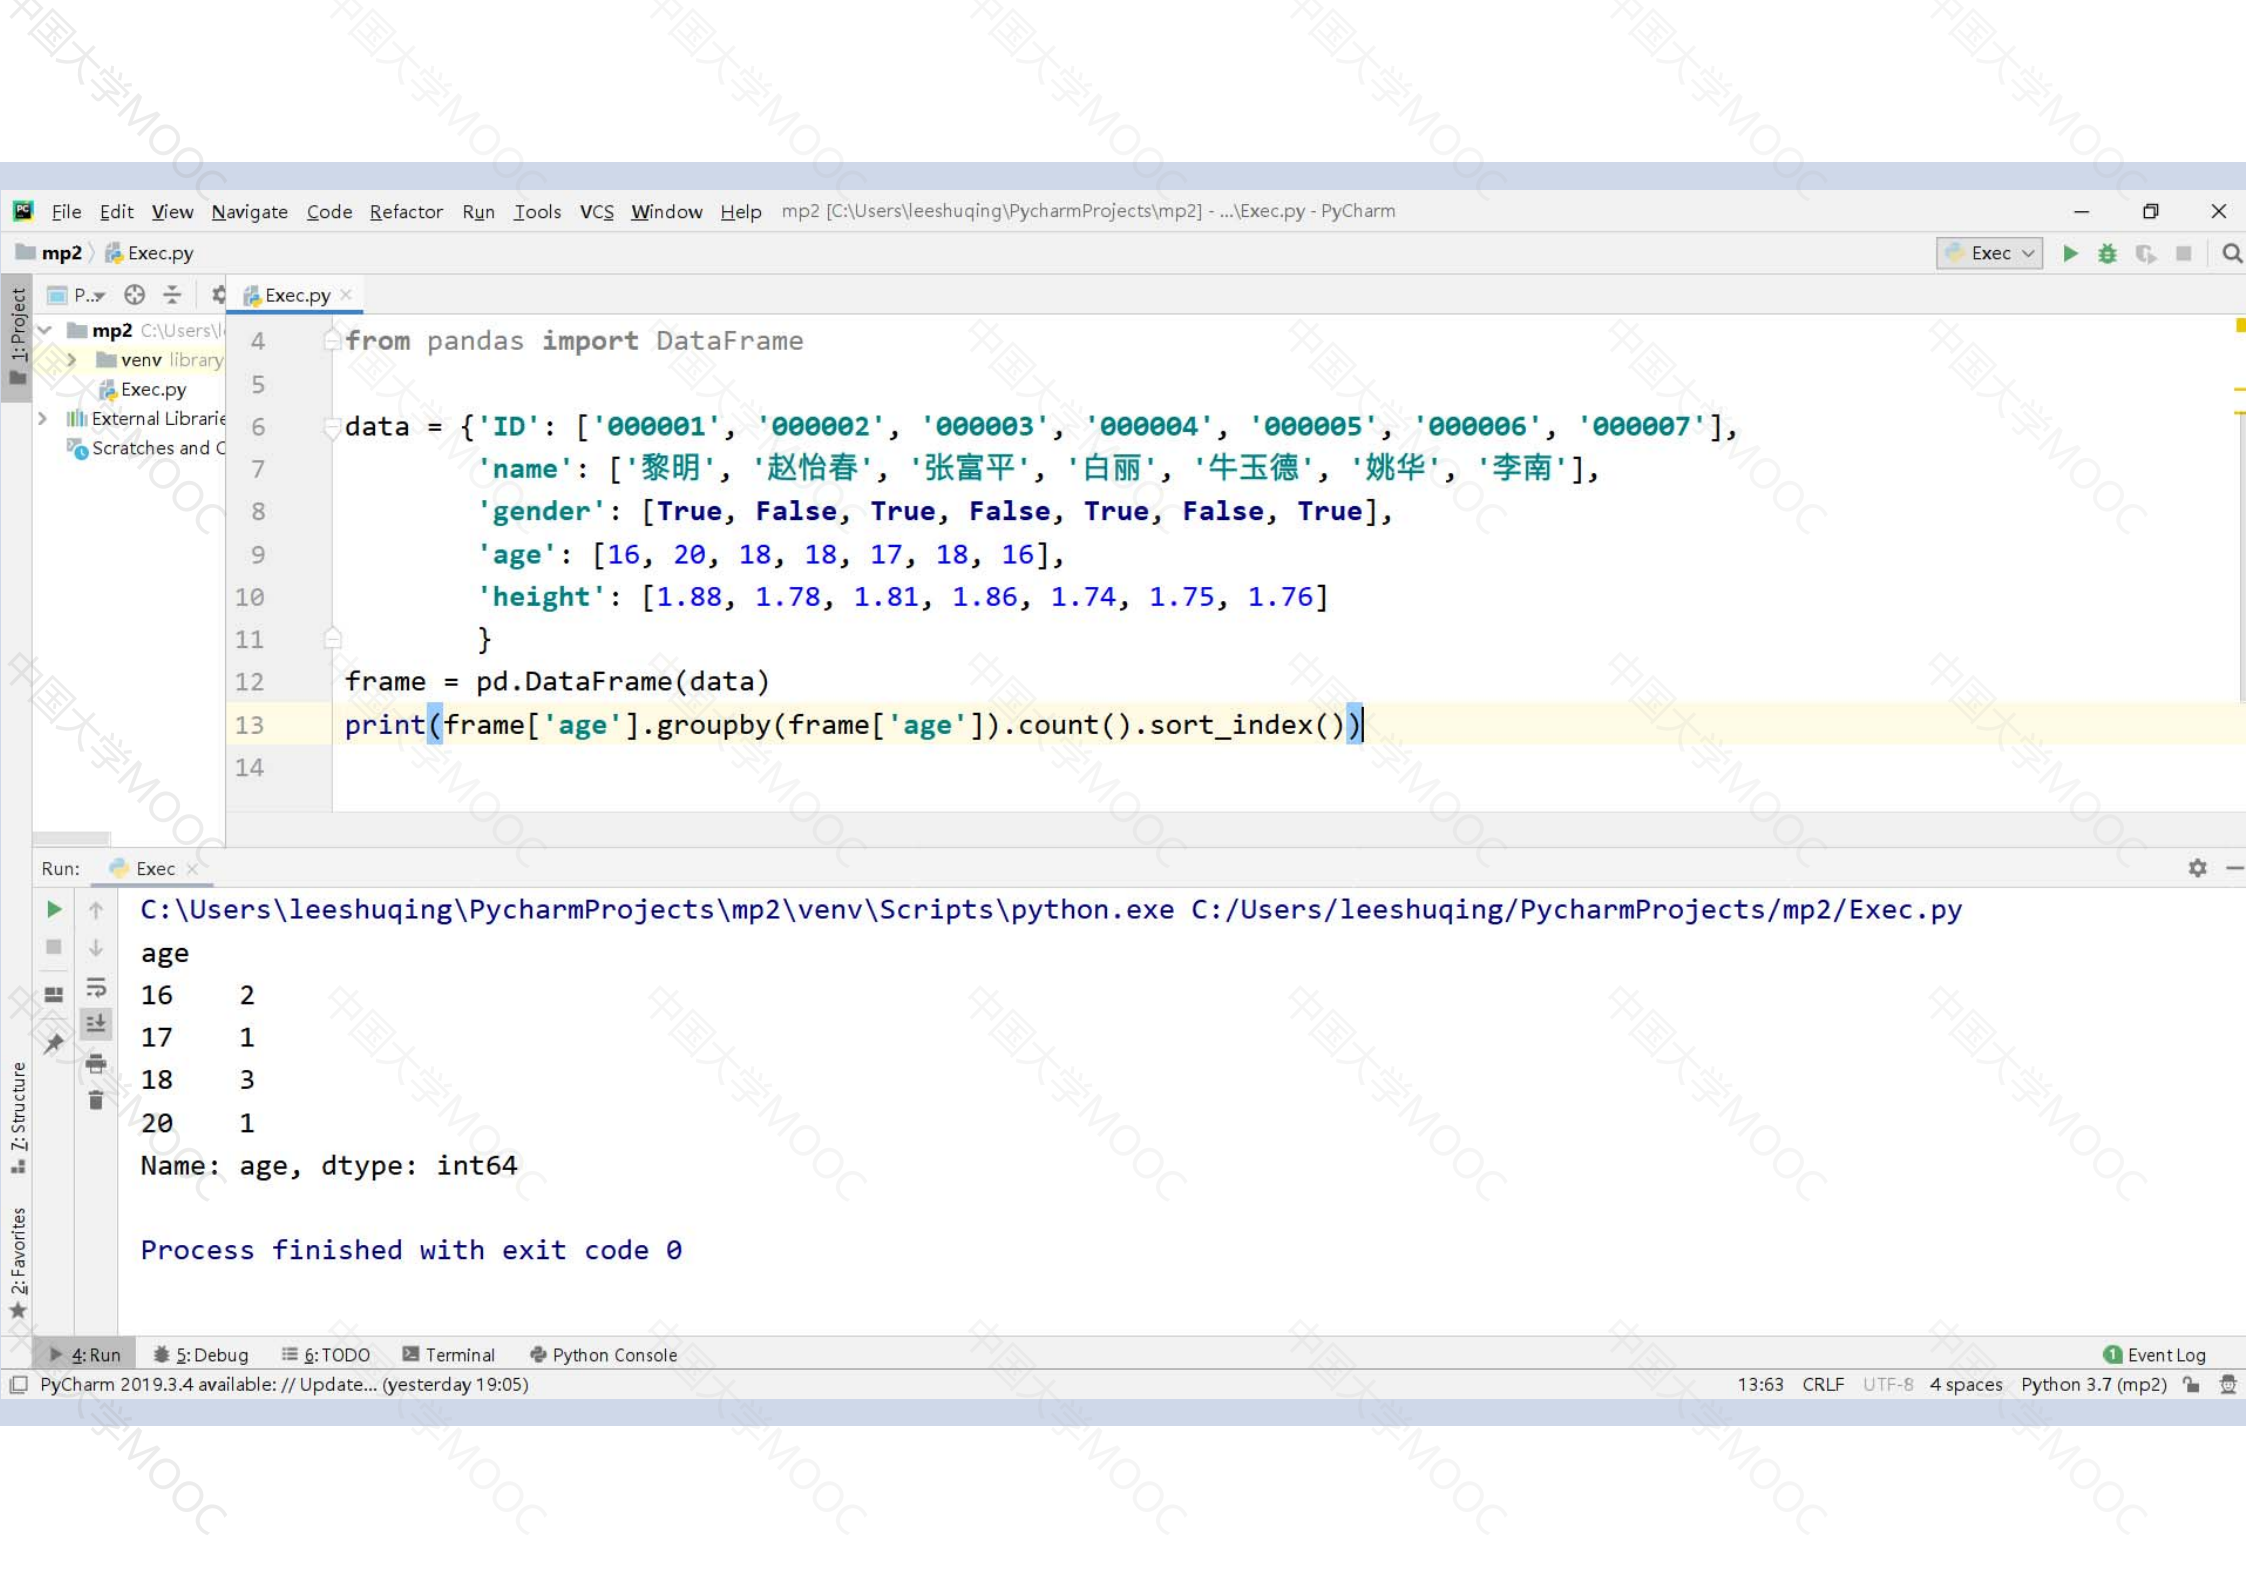 File Edit View Navigate Code Refactor Run Tools VCS Window Help mp2 [C:\Users\leeshuqing\PycharmProjects\mp2] - ...\Exec.py - PyCharm
mp2 Exec.py Exec
1: Project P.. Exec.py
mp2 C:\Users\l
venv library
Exec.py
External Librarie
Scratches and C
4 from pandas import DataFrame
5
6 data = {'ID': ['000001', '000002', '000003', '000004', '000005', '000006', '000007'],
7 'name': ['黎明', '赵怡春', '张富平', '白丽', '牛玉德', '姚华', '李南'],
8 'gender': [True, False, True, False, True, False, True],
9 'age': [16, 20, 18, 18, 17, 18, 16],
10 'height': [1.88, 1.78, 1.81, 1.86, 1.74, 1.75, 1.76]
11 }
12 frame = pd.DataFrame(data)
13 print(frame['age'].groupby(frame['age']).count().sort_index())
14
Run: Exec
C:\Users\leeshuqing\PycharmProjects\mp2\venv\Scripts\python.exe C:/Users/leeshuqing/PycharmProjects/mp2/Exec.py
age
16 2
17 1
18 3
20 1
Name: age, dtype: int64
Process finished with exit code 0
7: Structure
2: Favorites
4: Run 5: Debug 6: TODO Terminal Python Console 1 Event Log
PyCharm 2019.3.4 available: // Update... (yesterday 19:05) 13:63 CRLF UTF-8 4 spaces Python 3.7 (mp2)
中国大学MOOC